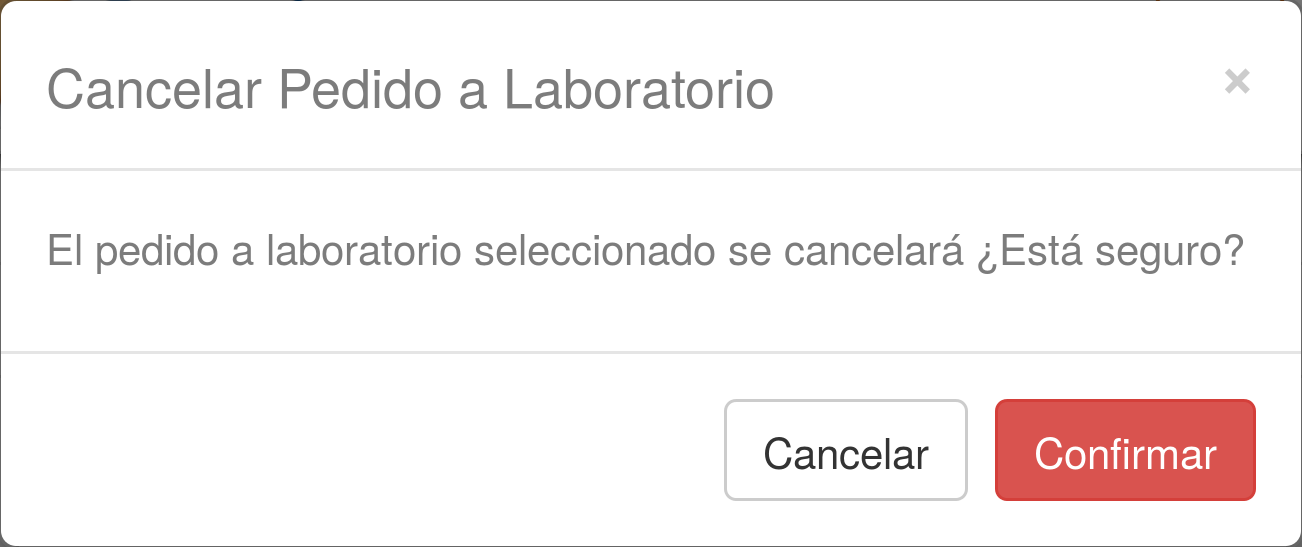 Cancelar Pedido a Laboratorio
×
El pedido a laboratorio seleccionado se cancelará ¿Está seguro?
Cancelar
Confirmar